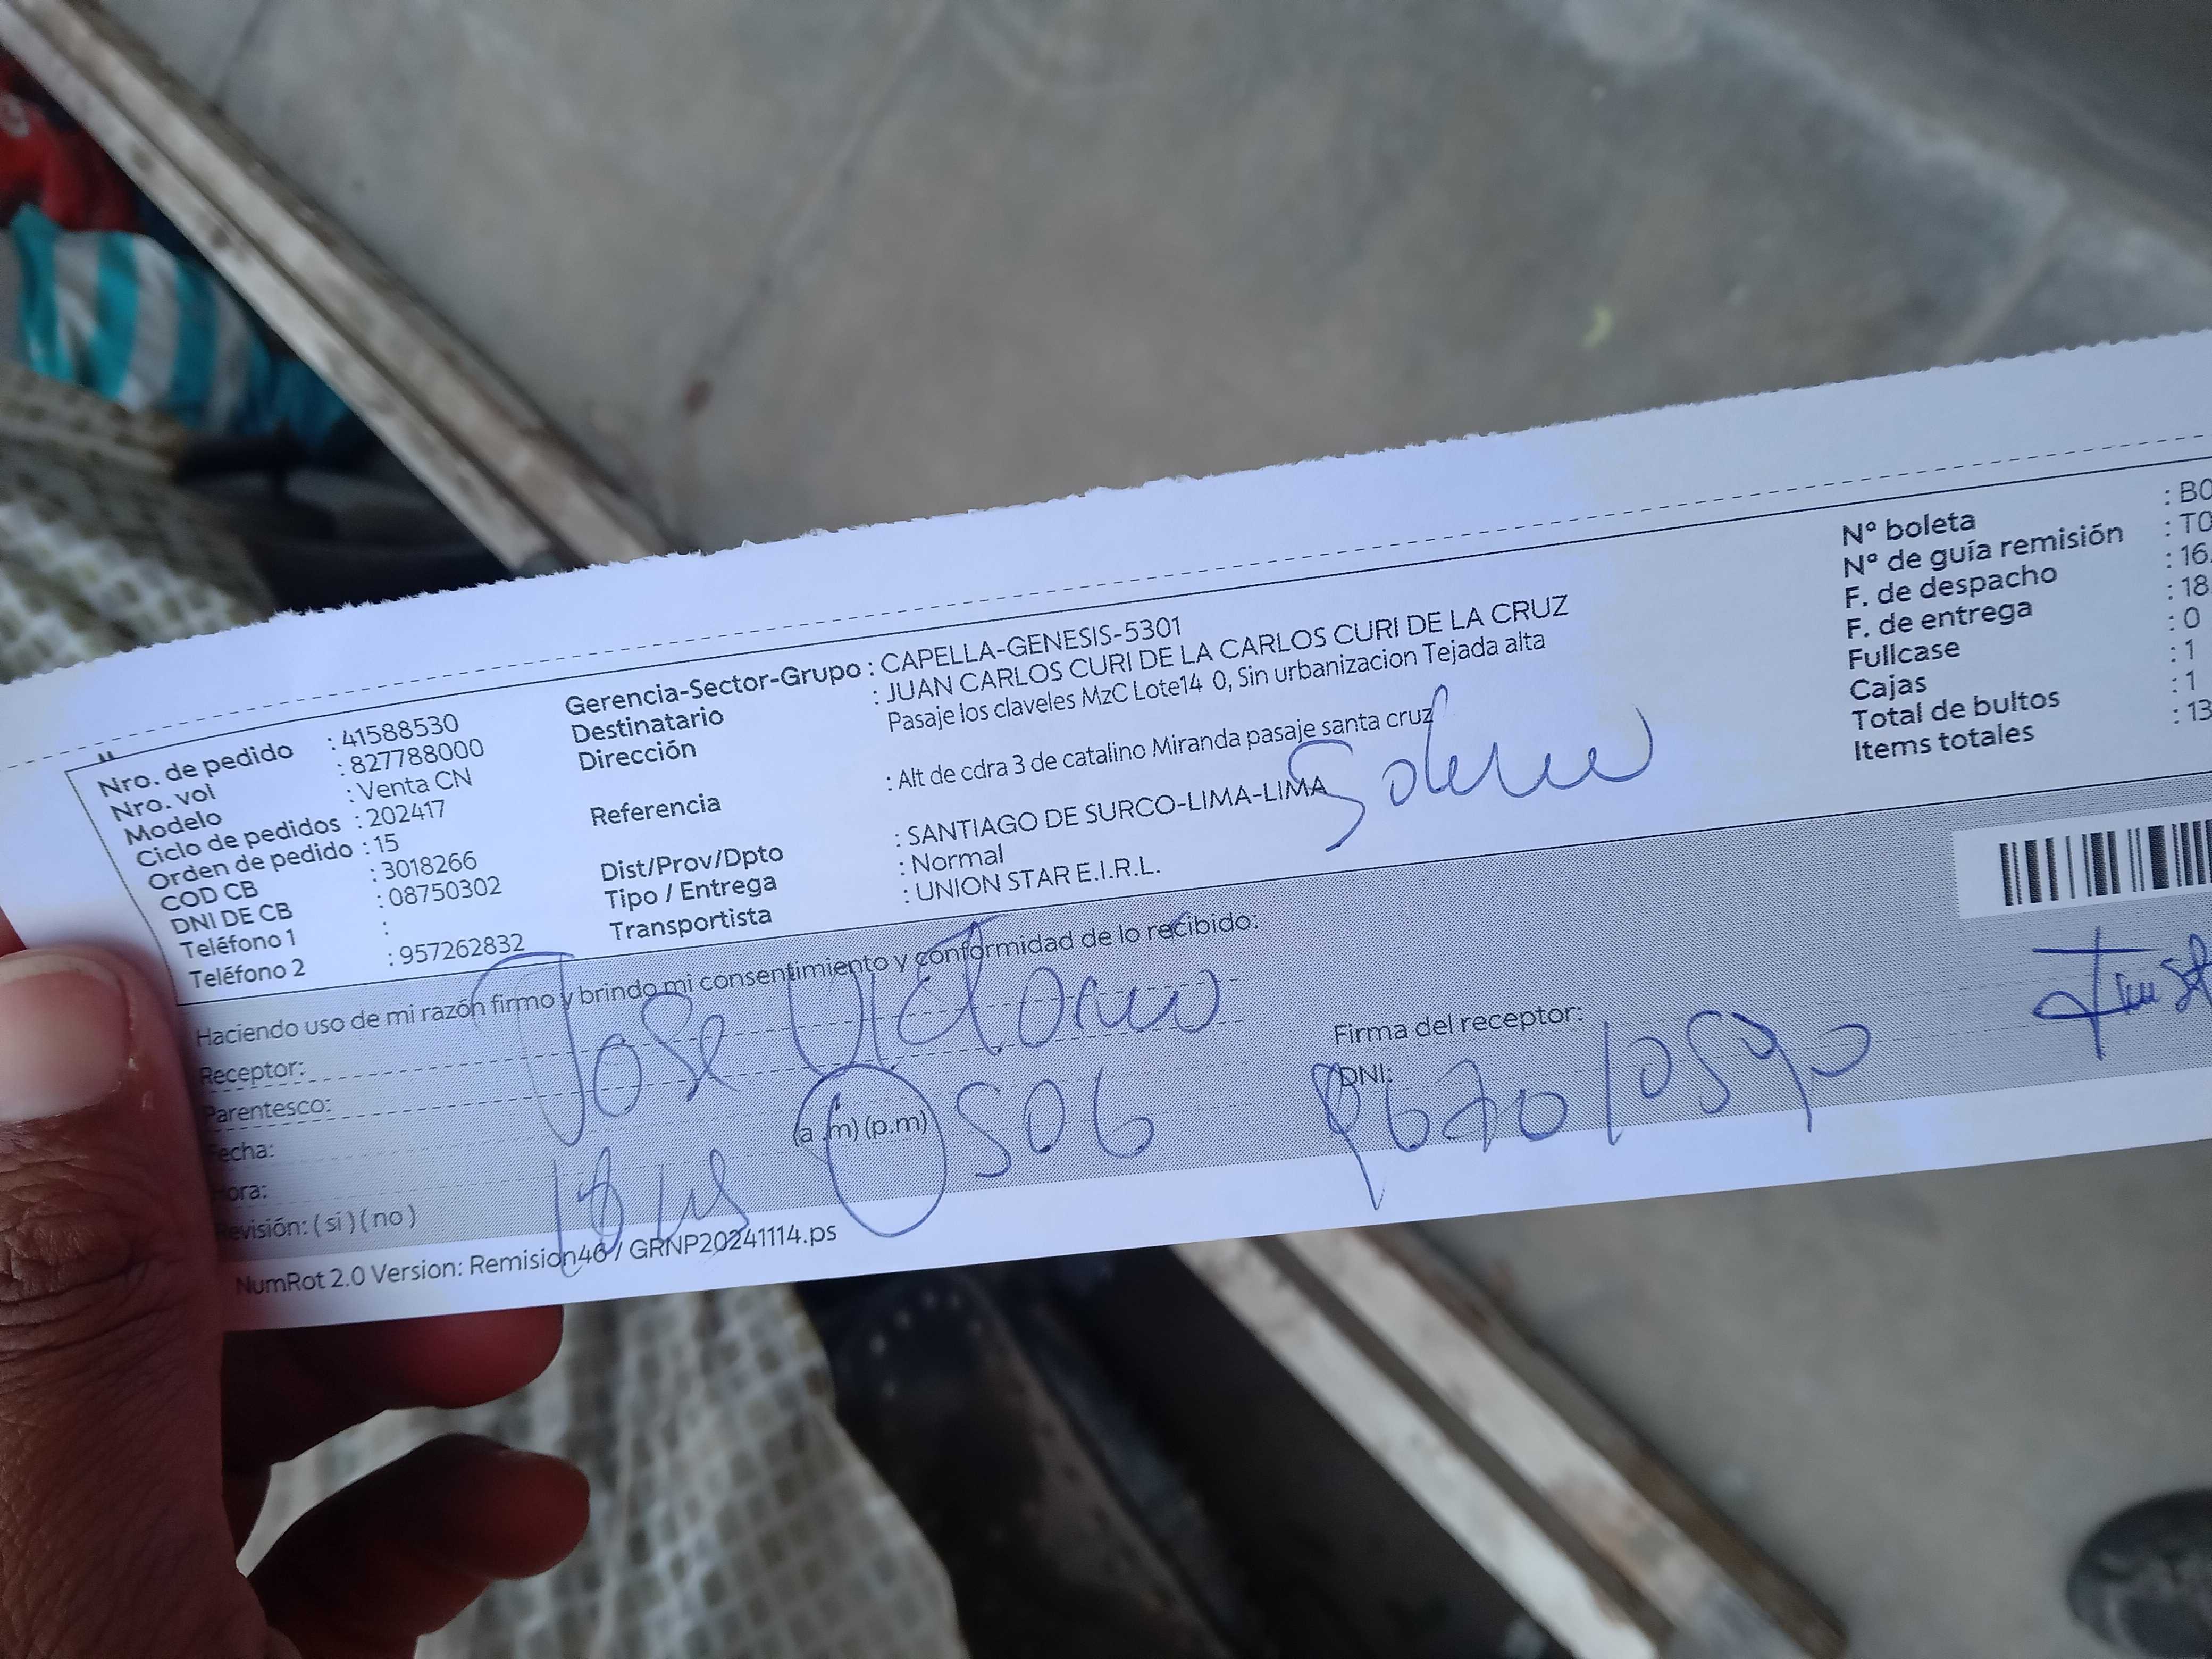 Nro. de pedido : 41588530
Nro. vol : 827788000
Modelo : Venta CN
Ciclo de pedidos : 202417
Orden de pedido : 15
COD CB : 3018266
DNI DE CB : 08750302
Teléfono 1 :
Teléfono 2 : 957262832
Gerencia-Sector-Grupo : CAPELLA-GENESIS-5301
Destinatario : JUAN CARLOS CURI DE LA CARLOS CURI DE LA CRUZ
Dirección Pasaje los claveles MzC Lote14 0, Sin urbanizacion Tejada alta
Referencia : Alt de cdra 3 de catalino Miranda pasaje santa cruz
Dist/Prov/Dpto : SANTIAGO DE SURCO-LIMA-LIMA
Tipo / Entrega : Normal
Transportista : UNION STAR E.I.R.L.
Nº boleta : B0
Nº de guía remisión : T0
F. de despacho : 16.
F. de entrega : 18
Fullcase : 0
Cajas : 1
Total de bultos : 1
Items totales : 13
Haciendo uso de mi razón firmo y brindo mi consentimiento y conformidad de lo recibido:
Receptor: Jose
Parentesco:
Fecha:
Hora: (a .m) (p.m) 506
Revisión: ( si ) ( no )
Firma del receptor:
DNI:
NumRot 2.0 Version: Remision46 / GRNP20241114.ps